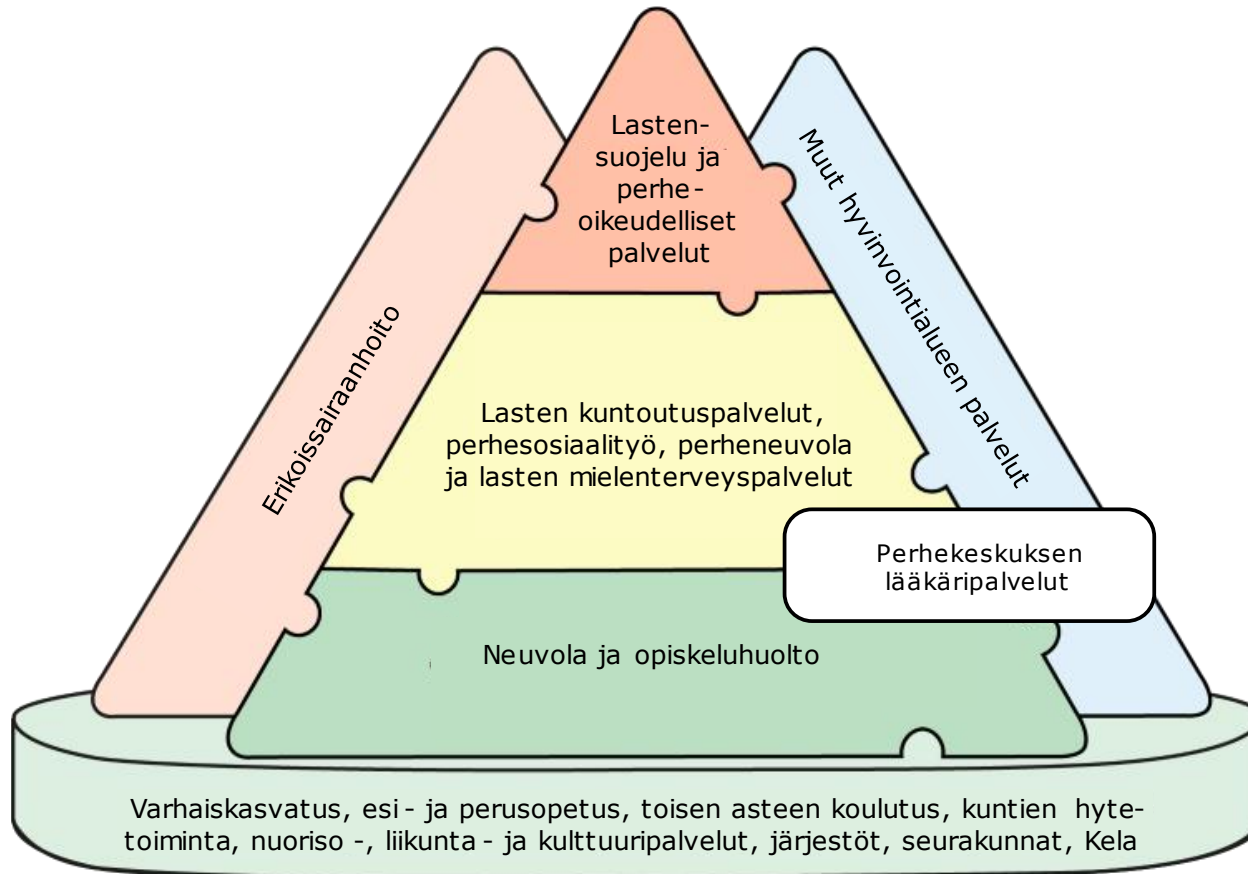 Lasten-
suojelu ja
perhe-
oikeudelliset
palvelut
Erikoissairaanhoito
Muut hyvinvointialueen palvelut
Lasten kuntoutuspalvelut,
perhesosiaalityö, perheneuvola
ja lasten mielenterveyspalvelut
Perhekeskuksen
lääkäripalvelut
Neuvola ja opiskeluhuolto
Varhaiskasvatus, esi- ja perusopetus, toisen asteen koulutus, kuntien hyte-
toiminta, nuoriso -, liikunta - ja kulttuuripalvelut, järjestöt, seurakunnat, Kela